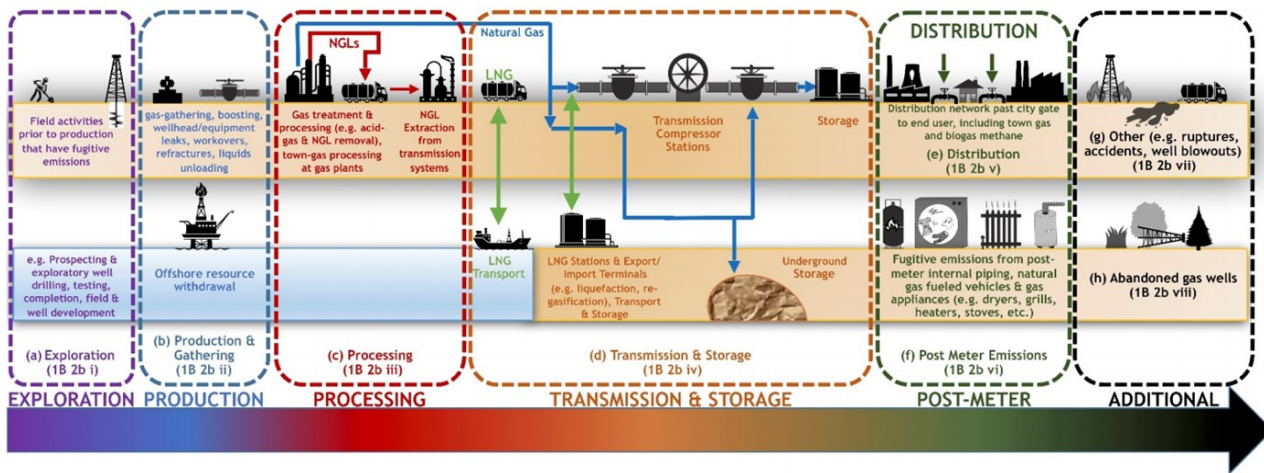 Field activities
prior to production
that have fugitive
emissions
e.g. Prospecting &
exploratory well
drilling, testing,
completion, field &
well development
(a) Exploration
(1B 2b i)
EXPLORATION
gas-gathering, boosting,
wellhead/equipment
leaks, workovers,
refractures, liquids
unloading
Offshore resource
withdrawal
(b) Production &
Gathering
(1B 2b ii)
PRODUCTION
NGLs
Gas treatment &
processing (e.g. acid-
gas & NGL removal),
town-gas processing
at gas plants
NGL
Extraction
from
transmission
systems
(c) Processing
(1B 2b iii)
PROCESSING
Natural Gas
LNG
Transmission
Compressor
Stations
Storage
LNG
Transport
LNG Stations & Export/
Import Terminals
(e.g. liquefaction, re-
gasification), Transport
& Storage
Underground
Storage
(d) Transmission & Storage
(1B 2b iv)
TRANSMISSION & STORAGE
DISTRIBUTION
Distribution network past city gate
to end user, including town gas
and biogas methane
(e) Distribution
(1B 2b v)
Fugitive emissions from post-
meter internal piping, natural
gas fueled vehicles & gas
appliances (e.g. dryers, grills,
heaters, stoves, etc.)
(f) Post Meter Emissions
(1B 2b vi)
POST-METER
(g) Other (e.g. ruptures,
accidents, well blowouts)
(1B 2b vii)
(h) Abandoned gas wells
(1B 2b viii)
ADDITIONAL